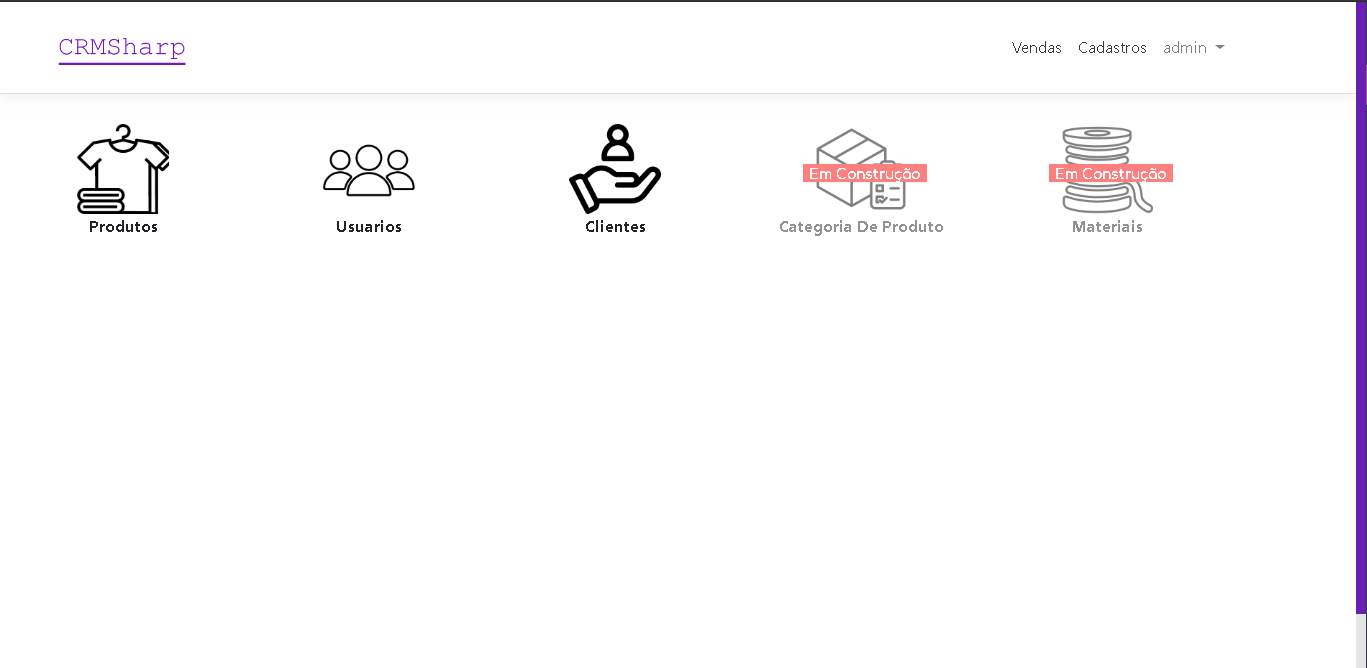 CRMSharp
Vendas Cadastros admin
Em Construção Em Construção
Produtos Usuarios Clientes Categoria De Produto Materiais